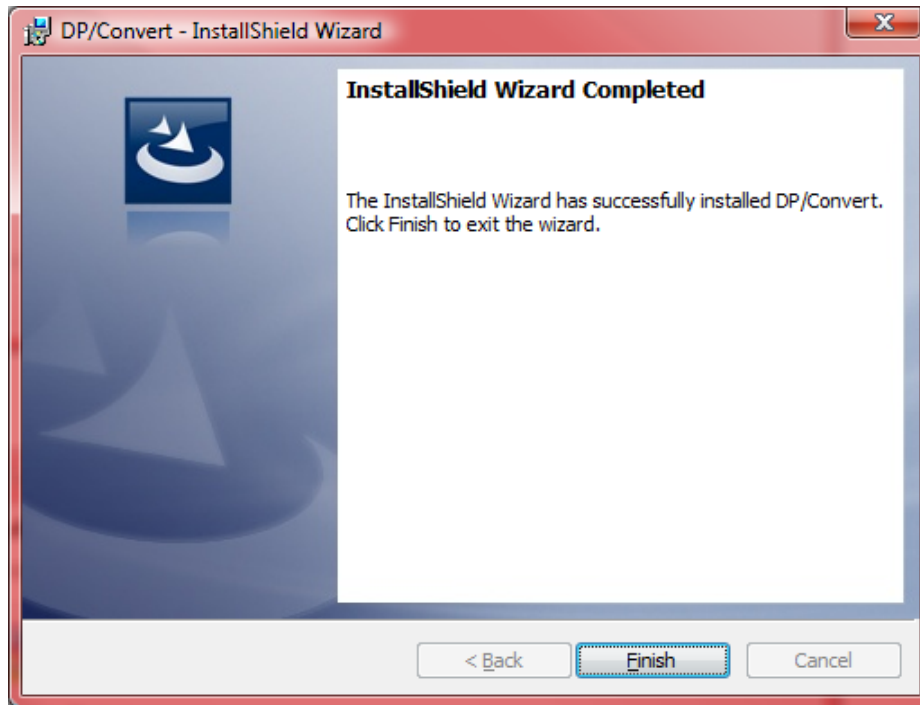 DP/Convert - InstallShield Wizard
InstallShield Wizard Completed
The InstallShield Wizard has successfully installed DP/Convert.
Click Finish to exit the wizard.
< Back
Finish
Cancel